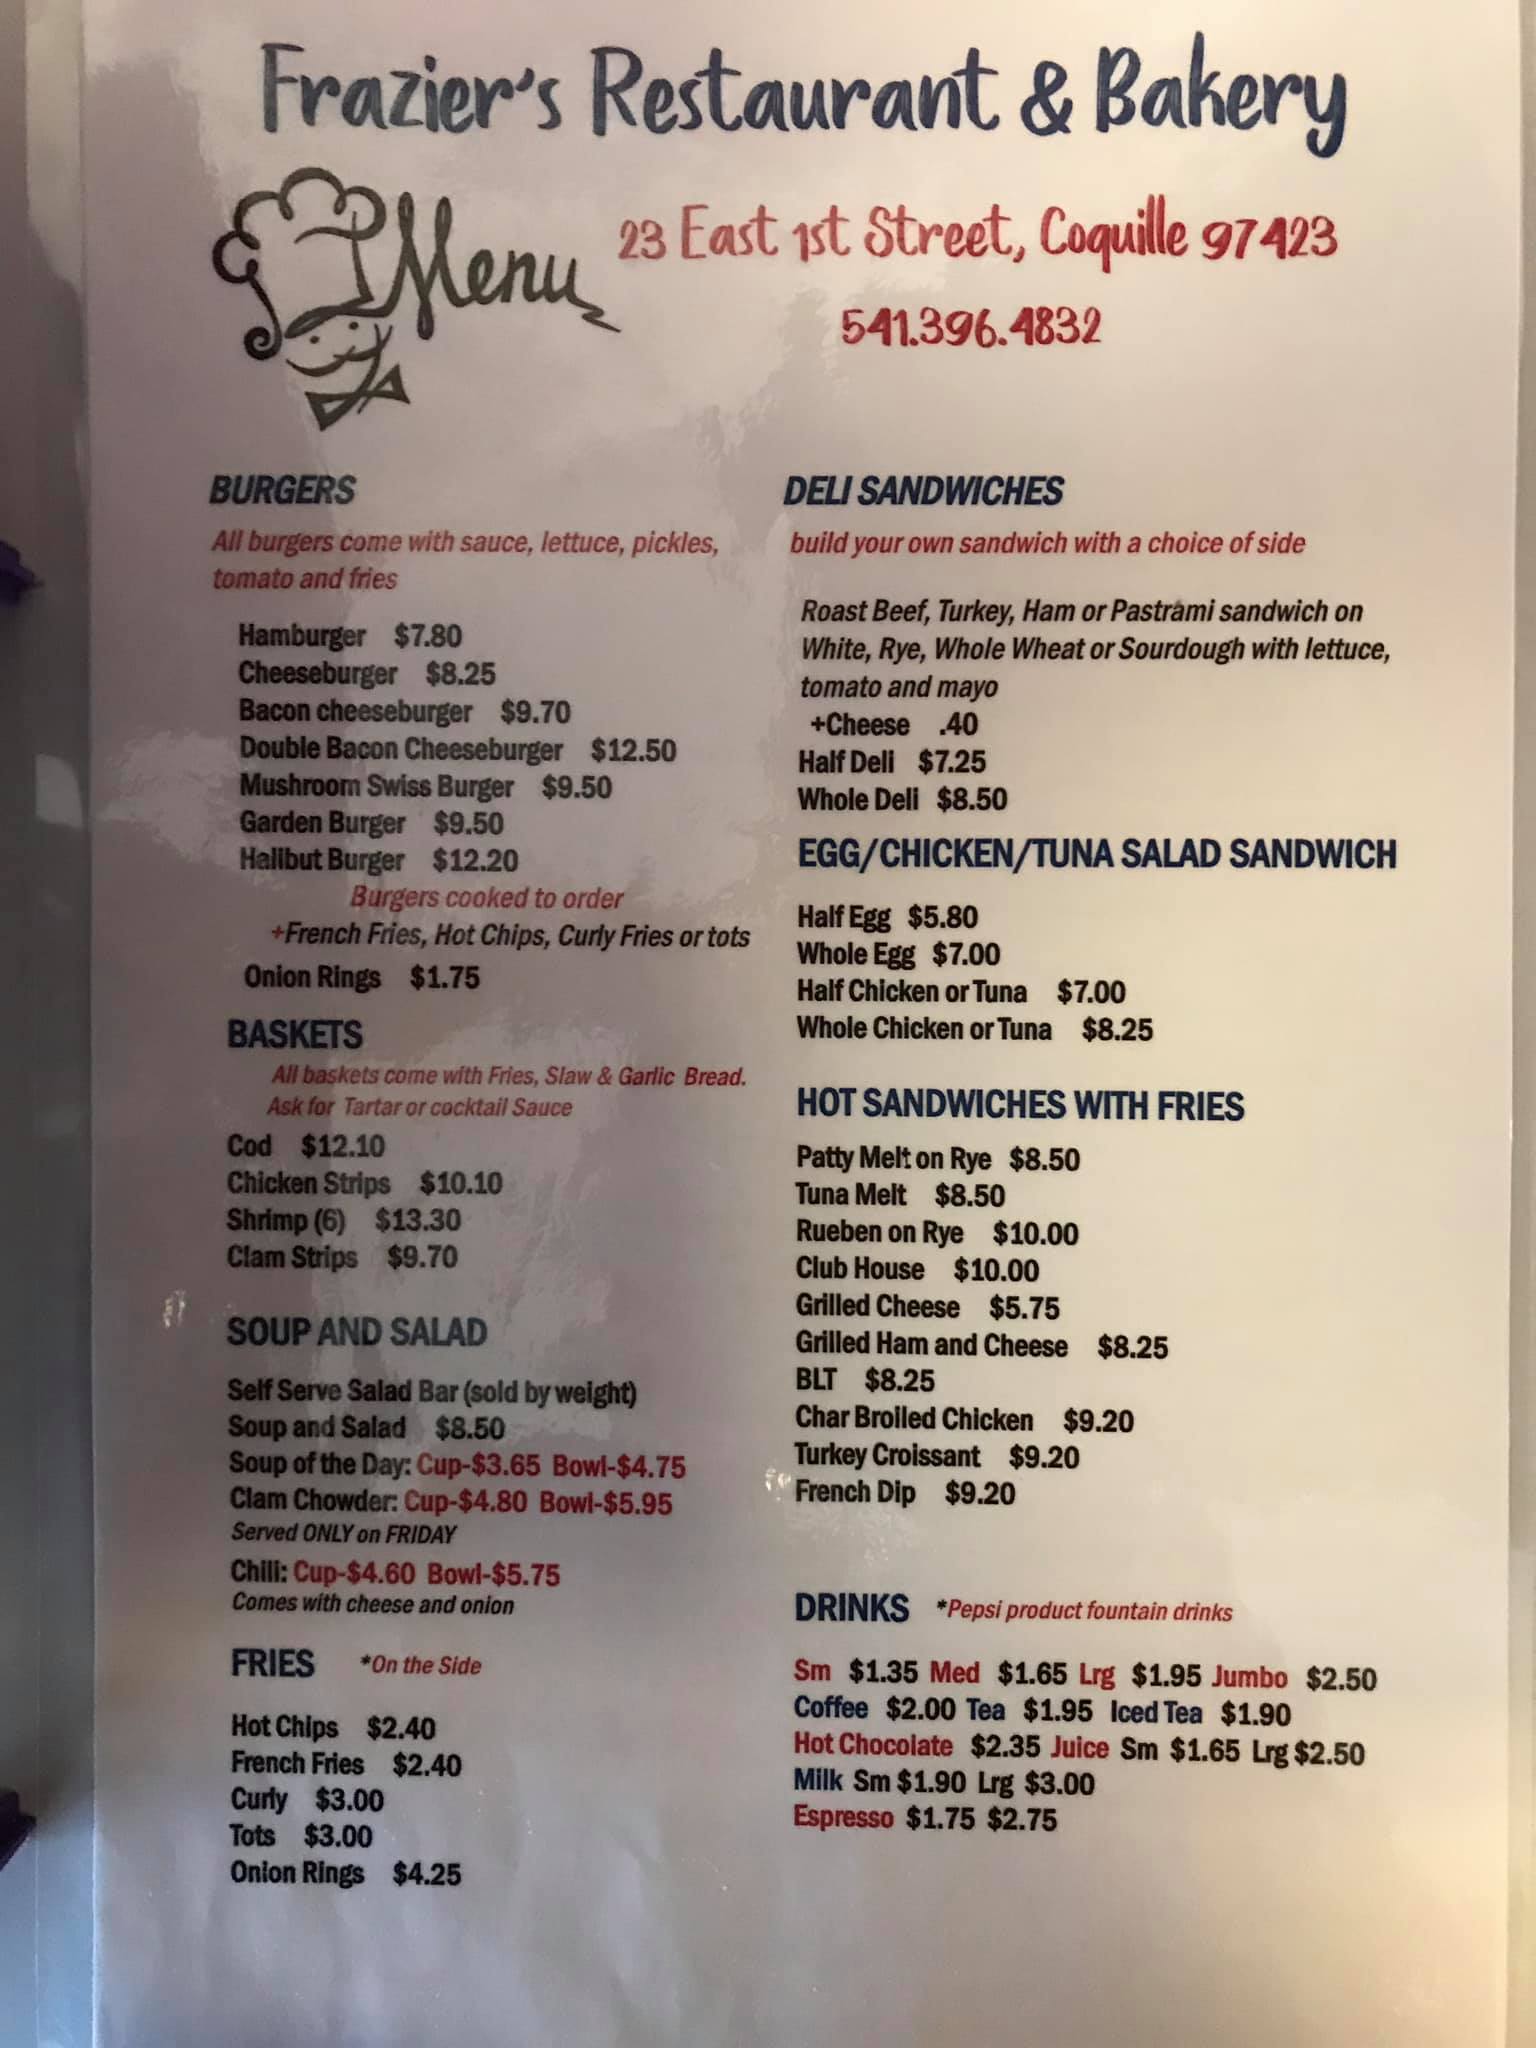 Frazier's Restaurant & Bakery
Menu
23 East 1st Street, Coquille 97423
541.396.4832
BURGERS
All burgers come with sauce, lettuce, pickles,
tomato and fries
Hamburger $7.80
Cheeseburger $8.25
Bacon cheeseburger $9.70
Double Bacon Cheeseburger $12.50
Mushroom Swiss Burger $9.50
Garden Burger $9.50
Halibut Burger $12.20
Burgers cooked to order
+French Fries, Hot Chips, Curly Fries or tots
Onion Rings $1.75
BASKETS
All baskets come with Fries, Slaw & Garlic Bread.
Ask for Tartar or cocktail Sauce
Cod $12.10
Chicken Strips $10.10
Shrimp (6) $13.30
Clam Strips $9.70
SOUP AND SALAD
Self Serve Salad Bar (sold by weight)
Soup and Salad $8.50
Soup of the Day: Cup-$3.65 Bowl-$4.75
Clam Chowder: Cup-$4.80 Bowl-$5.95
Served ONLY on FRIDAY
Chili: Cup-$4.60 Bowl-$5.75
Comes with cheese and onion
FRIES *On the Side
Hot Chips $2.40
French Fries $2.40
Curly $3.00
Tots $3.00
Onion Rings $4.25
DELI SANDWICHES
build your own sandwich with a choice of side
Roast Beef, Turkey, Ham or Pastrami sandwich on
White, Rye, Whole Wheat or Sourdough with lettuce,
tomato and mayo
+Cheese .40
Half Deli $7.25
Whole Deli $8.50
EGG/CHICKEN/TUNA SALAD SANDWICH
Half Egg $5.80
Whole Egg $7.00
Half Chicken or Tuna $7.00
Whole Chicken or Tuna $8.25
HOT SANDWICHES WITH FRIES
Patty Melt on Rye $8.50
Tuna Melt $8.50
Rueben on Rye $10.00
Club House $10.00
Grilled Cheese $5.75
Grilled Ham and Cheese $8.25
BLT $8.25
Char Broiled Chicken $9.20
Turkey Croissant $9.20
French Dip $9.20
DRINKS *Pepsi product fountain drinks
Sm $1.35 Med $1.65 Lrg $1.95 Jumbo $2.50
Coffee $2.00 Tea $1.95 Iced Tea $1.90
Hot Chocolate $2.35 Juice Sm $1.65 Lrg $2.50
Milk Sm $1.90 Lrg $3.00
Espresso $1.75 $2.75